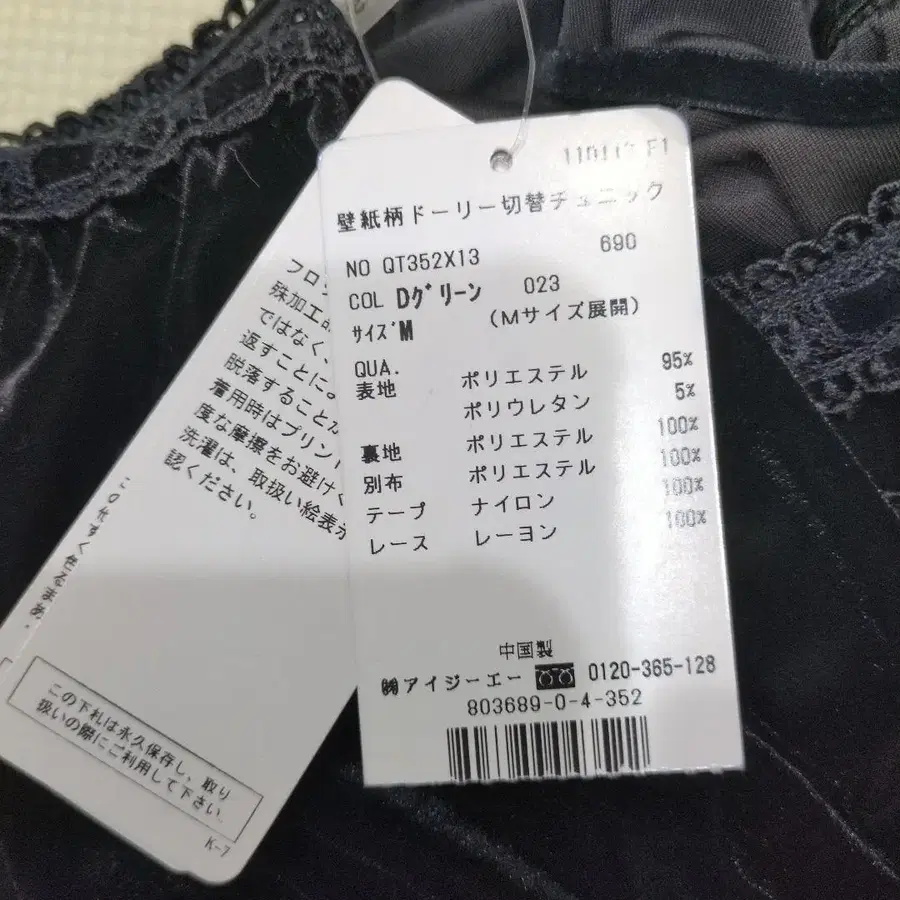 壁紙柄ドーリー切替チュニック
NO QT352X13 690
COL Dグリーン 023
サイズ M (Mサイズ展開)
QUA.
表地 ポリエステル 95%
ポリウレタン 5%
裏地 ポリエステル 100%
別布 ポリエステル 100%
テープ ナイロン 100%
レース レーヨン 100%
中国製
㈱アイジーエー 0120-365-128
803689-0-4-352
フロッ
殊加工
ではなく、
返すことに
脱落することが
着用時はプリント
度な摩擦をお避けく
洗濯は、取扱い絵表
認ください。
この下札は永久保存し、取り
扱いの際にご利用して下さい。
K-7